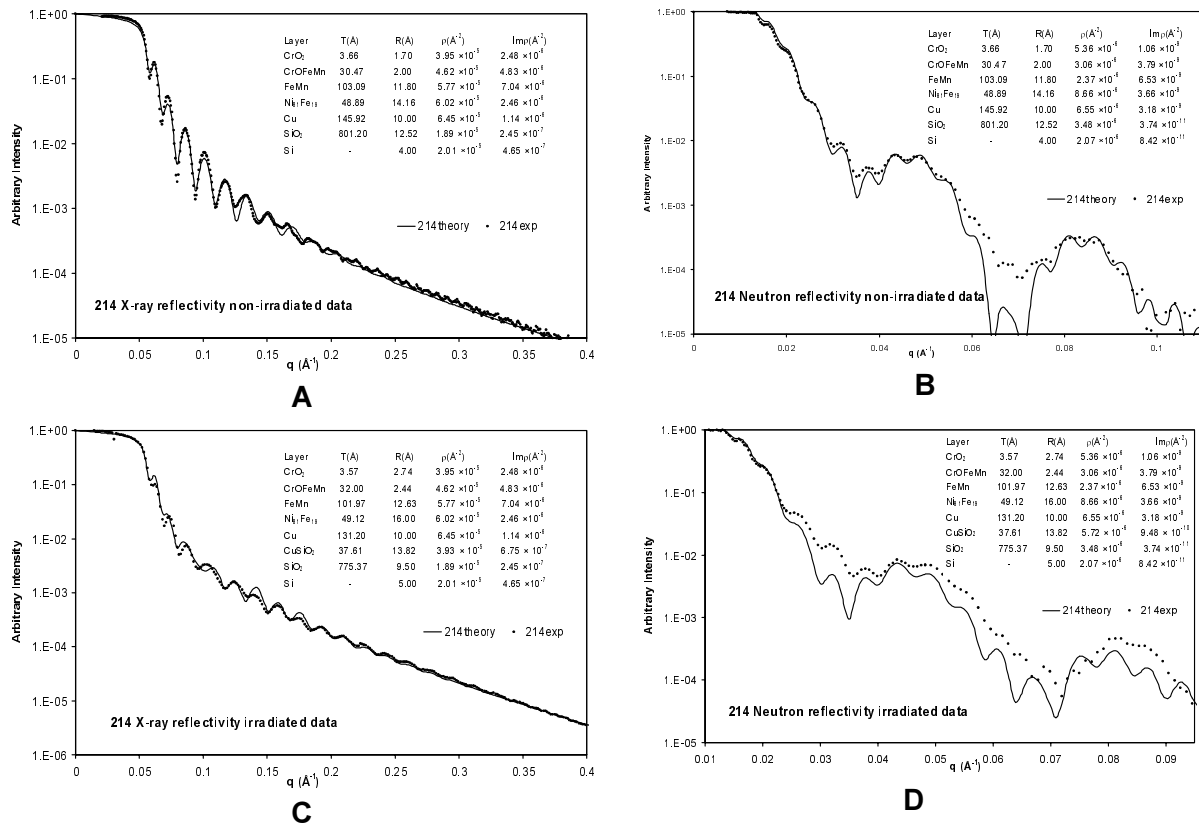 1.E+00
1.E-01
1.E-02
1.E-03
1.E-04
1.E-05
Arbitrary Intensity
Layer T(Å) R(Å) ρ(Å⁻²) Imρ(Å⁻²)
CrO₂ 3.66 1.70 3.95 ×10⁻⁵ 2.48 ×10⁻⁶
CrOFeMn 30.47 2.00 4.62 ×10⁻⁵ 4.83 ×10⁻⁶
FeMn 103.09 11.80 5.77 ×10⁻⁵ 7.04 ×10⁻⁶
Ni₈₁Fe₁₉ 48.89 14.16 6.02 ×10⁻⁵ 2.46 ×10⁻⁶
Cu 145.92 10.00 6.45 ×10⁻⁵ 1.14 ×10⁻⁶
SiO₂ 801.20 12.52 1.89 ×10⁻⁵ 2.45 ×10⁻⁷
Si - 4.00 2.01 ×10⁻⁵ 4.65 ×10⁻⁷
214theory 214exp
214 X-ray reflectivity non-irradiated data
0 0.05 0.1 0.15 0.2 0.25 0.3 0.35 0.4
q (Å⁻¹)
A
1.E+00
1.E-01
1.E-02
1.E-03
1.E-04
1.E-05
Arbitrary Intensity
Layer T(Å) R(Å) ρ(Å⁻²) Imρ(Å⁻²)
CrO₂ 3.66 1.70 5.36 ×10⁻⁶ 1.06
CrOFeMn 30.47 2.00 3.06 ×10⁻⁶ 3.79
FeMn 103.09 11.80 2.37 ×10⁻⁶ 6.53
Ni₈₁Fe₁₉ 48.89 14.16 8.66 ×10⁻⁶ 3.66
Cu 145.92 10.00 6.55 ×10⁻⁶ 3.18
SiO₂ 801.20 12.52 3.48 ×10⁻⁶ 3.74 ×10⁻¹¹
Si - 4.00 2.07 ×10⁻⁶ 8.42 ×10⁻¹¹
214theory 214exp
214 Neutron reflectivity non-irradiated data
0 0.02 0.04 0.06 0.08 0.1
q (Å⁻¹)
B
1.E+00
1.E-01
1.E-02
1.E-03
1.E-04
1.E-05
1.E-06
Arbitrary Intensity
Layer T(Å) R(Å) ρ(Å⁻²) Imρ(Å⁻²)
CrO₂ 3.57 2.74 3.95 ×10⁻⁵ 2.48 ×10⁻⁶
CrOFeMn 32.00 2.44 4.62 ×10⁻⁵ 4.83 ×10⁻⁶
FeMn 101.97 12.63 5.77 ×10⁻⁵ 7.04 ×10⁻⁶
Ni₈₁Fe₁₉ 49.12 16.00 6.02 ×10⁻⁵ 2.46 ×10⁻⁶
Cu 131.20 10.00 6.45 ×10⁻⁵ 1.14 ×10⁻⁶
CuSiO₂ 37.61 13.82 3.93 ×10⁻⁵ 6.75 ×10⁻⁷
SiO₂ 775.37 9.50 1.89 ×10⁻⁵ 2.45 ×10⁻⁷
Si - 5.00 2.01 ×10⁻⁵ 4.65 ×10⁻⁷
214theory 214exp
214 X-ray reflectivity irradiated data
0 0.05 0.1 0.15 0.2 0.25 0.3 0.35 0.4
q (Å⁻¹)
C
1.E+00
1.E-01
1.E-02
1.E-03
1.E-04
1.E-05
Arbitrary Intensity
Layer T(Å) R(Å) ρ(Å⁻²) Imρ(Å⁻²)
CrO₂ 3.57 2.74 5.36 ×10⁻⁶ 1.06
CrOFeMn 32.00 2.44 3.06 ×10⁻⁶ 3.79
FeMn 101.97 12.63 2.37 ×10⁻⁶ 6.53
Ni₈₁Fe₁₉ 49.12 16.00 8.66 ×10⁻⁶ 3.66
Cu 131.20 10.00 6.55 ×10⁻⁶ 3.18
CuSiO₂ 37.61 13.82 5.72 ×10⁻⁶ 9.48 ×10⁻¹⁰
SiO₂ 775.37 9.50 3.48 ×10⁻⁶ 3.74 ×10⁻¹¹
Si - 5.00 2.07 ×10⁻⁶ 8.42 ×10⁻¹¹
214theory 214exp
214 Neutron reflectivity irradiated data
0.01 0.02 0.03 0.04 0.05 0.06 0.07 0.08 0.09
q (Å⁻¹)
D